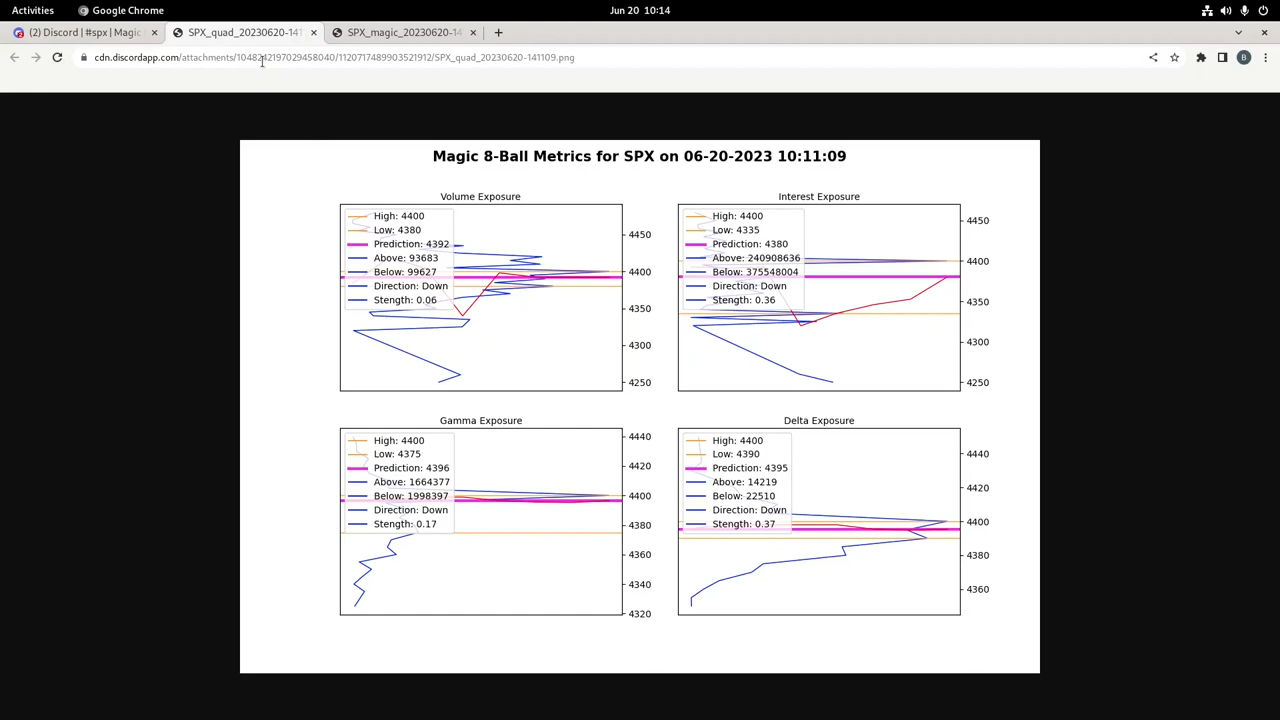 Activities Google Chrome Jun 20 10:14
(2) Discord | #spx | Magic SPX_quad_20230620-141 SPX_magic_20230620-14
cdn.discordapp.com/attachments/1048242197029458040/1120717489903521912/SPX_quad_20230620-141109.png B
Magic 8-Ball Metrics for SPX on 06-20-2023 10:11:09
Volume Exposure
High: 4400
Low: 4380
Prediction: 4392
Above: 93683
Below: 99627
Direction: Down
Stength: 0.06
4450
4400
4350
4300
4250
Interest Exposure
High: 4400
Low: 4335
Prediction: 4380
Above: 240908636
Below: 375548004
Direction: Down
Stength: 0.36
4450
4400
4350
4300
4250
Gamma Exposure
High: 4400
Low: 4375
Prediction: 4396
Above: 1664377
Below: 1998397
Direction: Down
Stength: 0.17
4440
4420
4400
4380
4360
4340
4320
Delta Exposure
High: 4400
Low: 4390
Prediction: 4395
Above: 14219
Below: 22510
Direction: Down
Stength: 0.37
4440
4420
4400
4380
4360